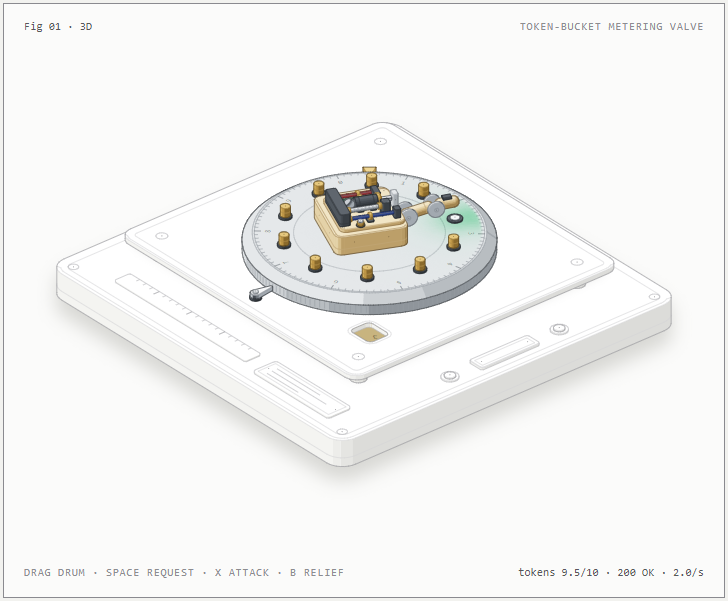 Fig 01 · 3D
TOKEN-BUCKET METERING VALVE
DRAG DRUM · SPACE REQUEST · X ATTACK · B RELIEF
tokens 9.5/10 · 200 OK · 2.0/s